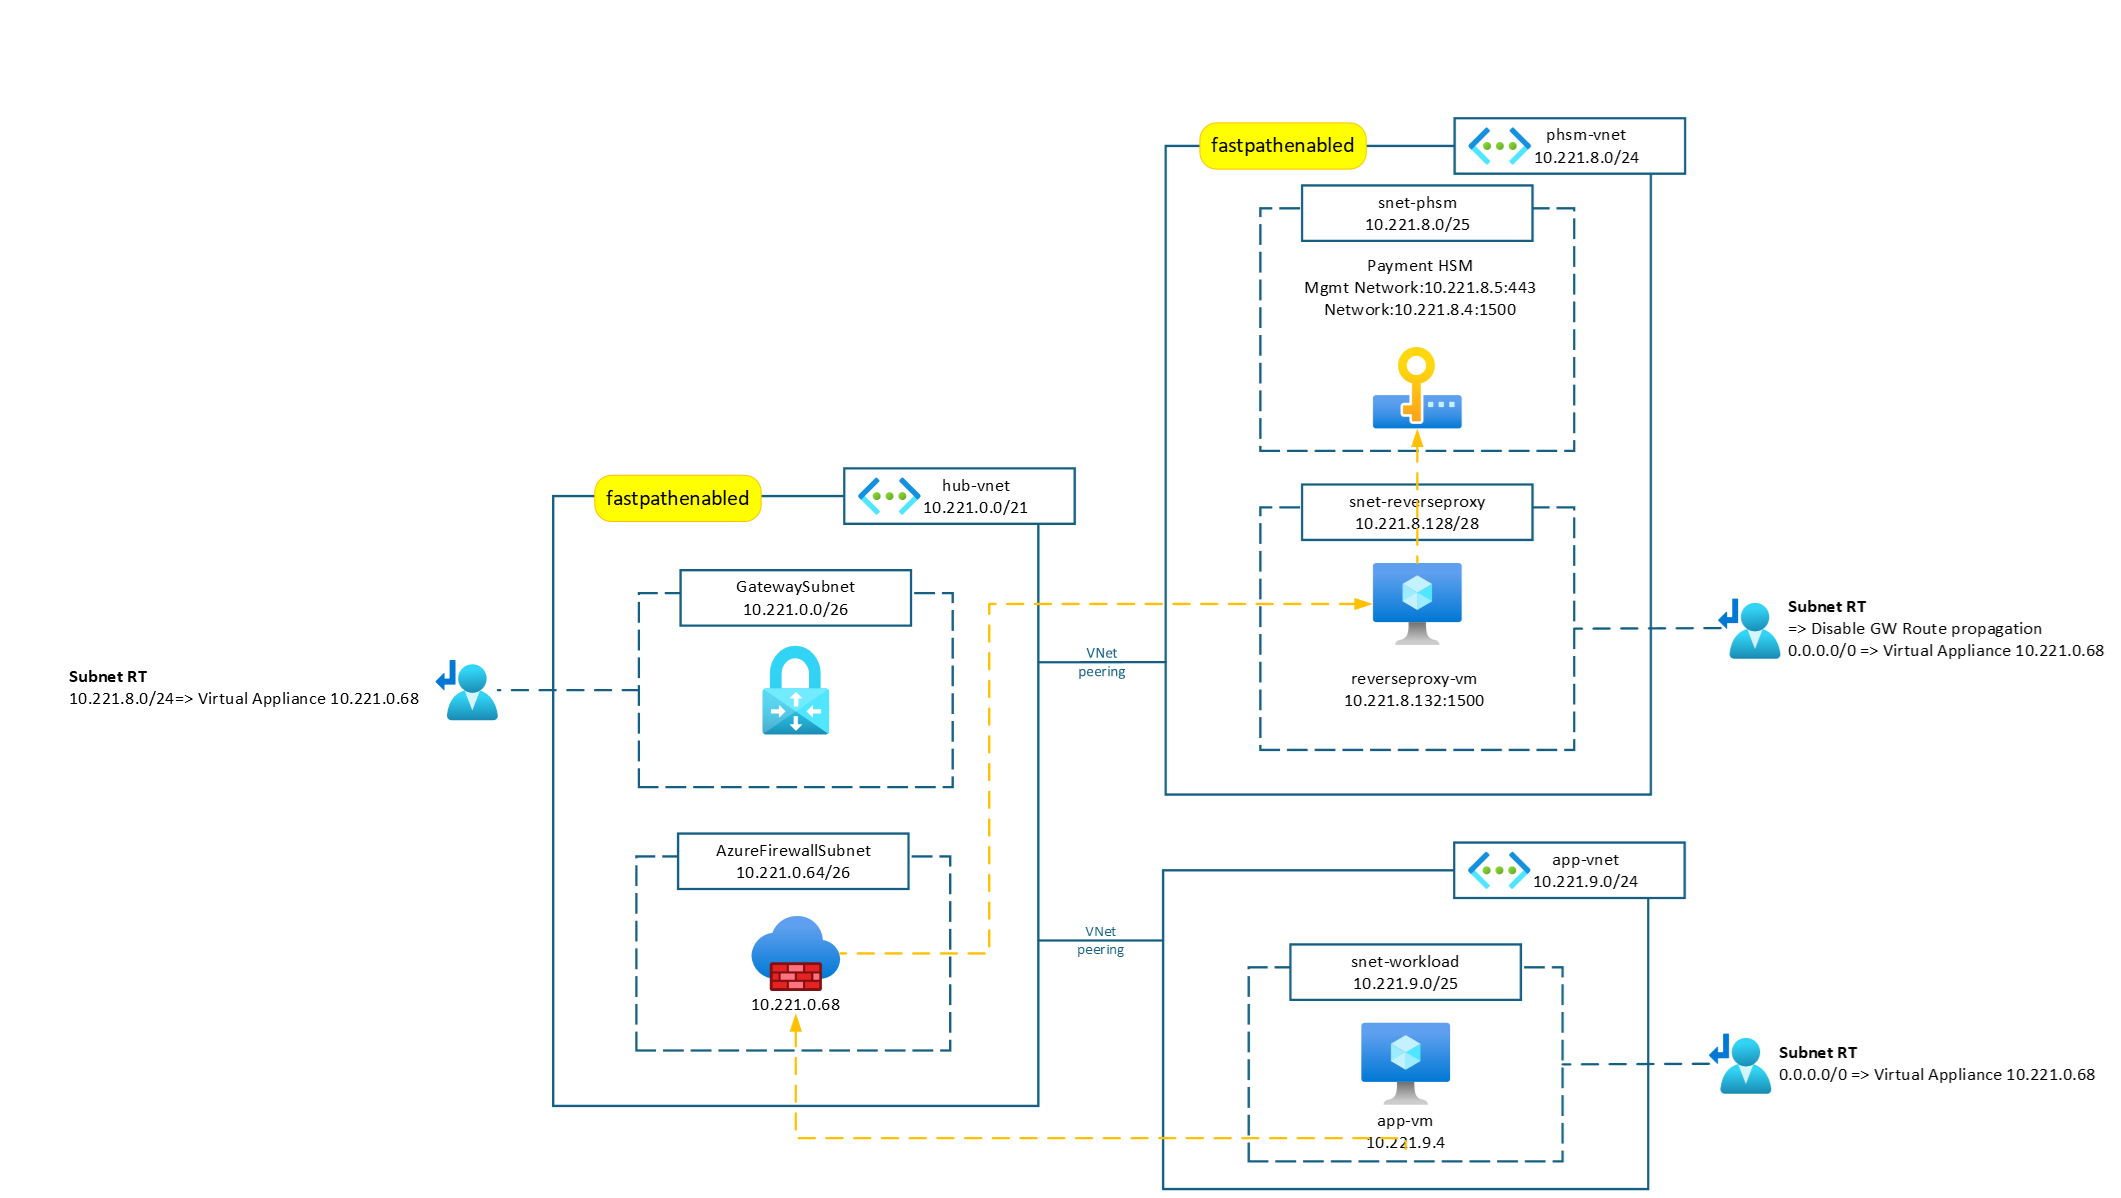 fastpathenabled
phsm-vnet
10.221.8.0/24
snet-phsm
10.221.8.0/25
Payment HSM
Mgmt Network:10.221.8.5:443
Network:10.221.8.4:1500
fastpathenabled
hub-vnet
10.221.0.0/21
snet-reverseproxy
10.221.8.128/28
GatewaySubnet
10.221.0.0/26
Subnet RT
=> Disable GW Route propagation
0.0.0.0/0 => Virtual Appliance 10.221.0.68
VNet
peering
Subnet RT
10.221.8.0/24=> Virtual Appliance 10.221.0.68
reverseproxy-vm
10.221.8.132:1500
AzureFirewallSubnet
10.221.0.64/26
app-vnet
10.221.9.0/24
VNet
peering
snet-workload
10.221.9.0/25
10.221.0.68
Subnet RT
0.0.0.0/0 => Virtual Appliance 10.221.0.68
app-vm
10.221.9.4